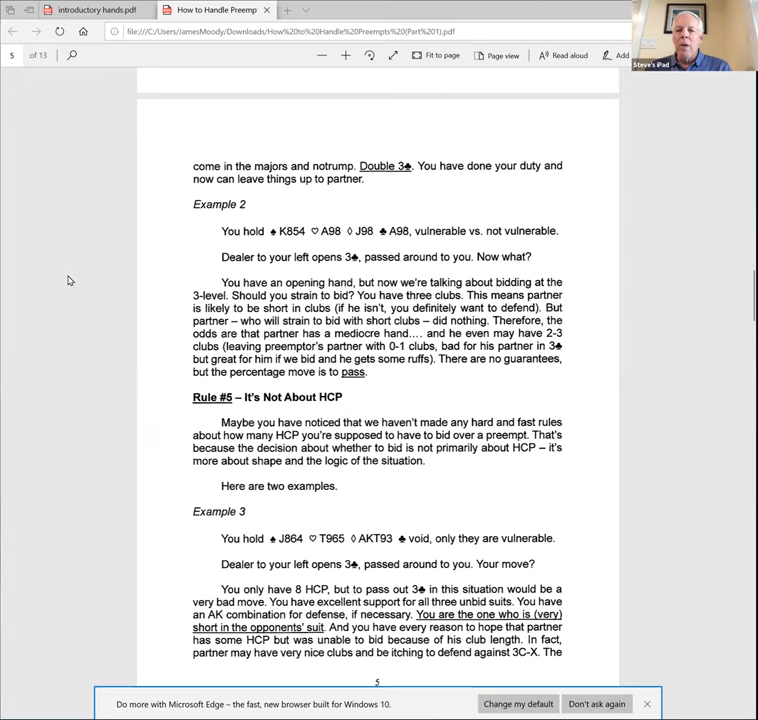 introductory hands.pdf
How to Handle Preemp
file:///C:/Users/JamesMoody/Downloads/How%20to%20Handle%20Preempts%20(Part%201).pdf
5 of 13
Fit to page
Page view
Read aloud
Add
Steve's iPad
come in the majors and notrump. Double 3♣. You have done your duty and
now can leave things up to partner.
Example 2
You hold ♠ K854 ♡ A98 ◊ J98 ♣ A98, vulnerable vs. not vulnerable.
Dealer to your left opens 3♣, passed around to you. Now what?
You have an opening hand, but now we're talking about bidding at the
3-level. Should you strain to bid? You have three clubs. This means partner
is likely to be short in clubs (if he isn't, you definitely want to defend). But
partner – who will strain to bid with short clubs – did nothing. Therefore, the
odds are that partner has a mediocre hand.... and he even may have 2-3
clubs (leaving preemptor's partner with 0-1 clubs, bad for his partner in 3♣
but great for him if we bid and he gets some ruffs). There are no guarantees,
but the percentage move is to pass.
Rule #5 – It's Not About HCP
Maybe you have noticed that we haven't made any hard and fast rules
about how many HCP you're supposed to have to bid over a preempt. That's
because the decision about whether to bid is not primarily about HCP – it's
more about shape and the logic of the situation.
Here are two examples.
Example 3
You hold ♠ J864 ♡ T965 ◊ AKT93 ♣ void, only they are vulnerable.
Dealer to your left opens 3♣, passed around to you. Your move?
You only have 8 HCP, but to pass out 3♣ in this situation would be a
very bad move. You have excellent support for all three unbid suits. You have
an AK combination for defense, if necessary. You are the one who is (very)
short in the opponents' suit. And you have every reason to hope that partner
has some HCP but was unable to bid because of his club length. In fact,
partner may have very nice clubs and be itching to defend against 3C-X. The
5
Do more with Microsoft Edge – the fast, new browser built for Windows 10.
Change my default
Don't ask again